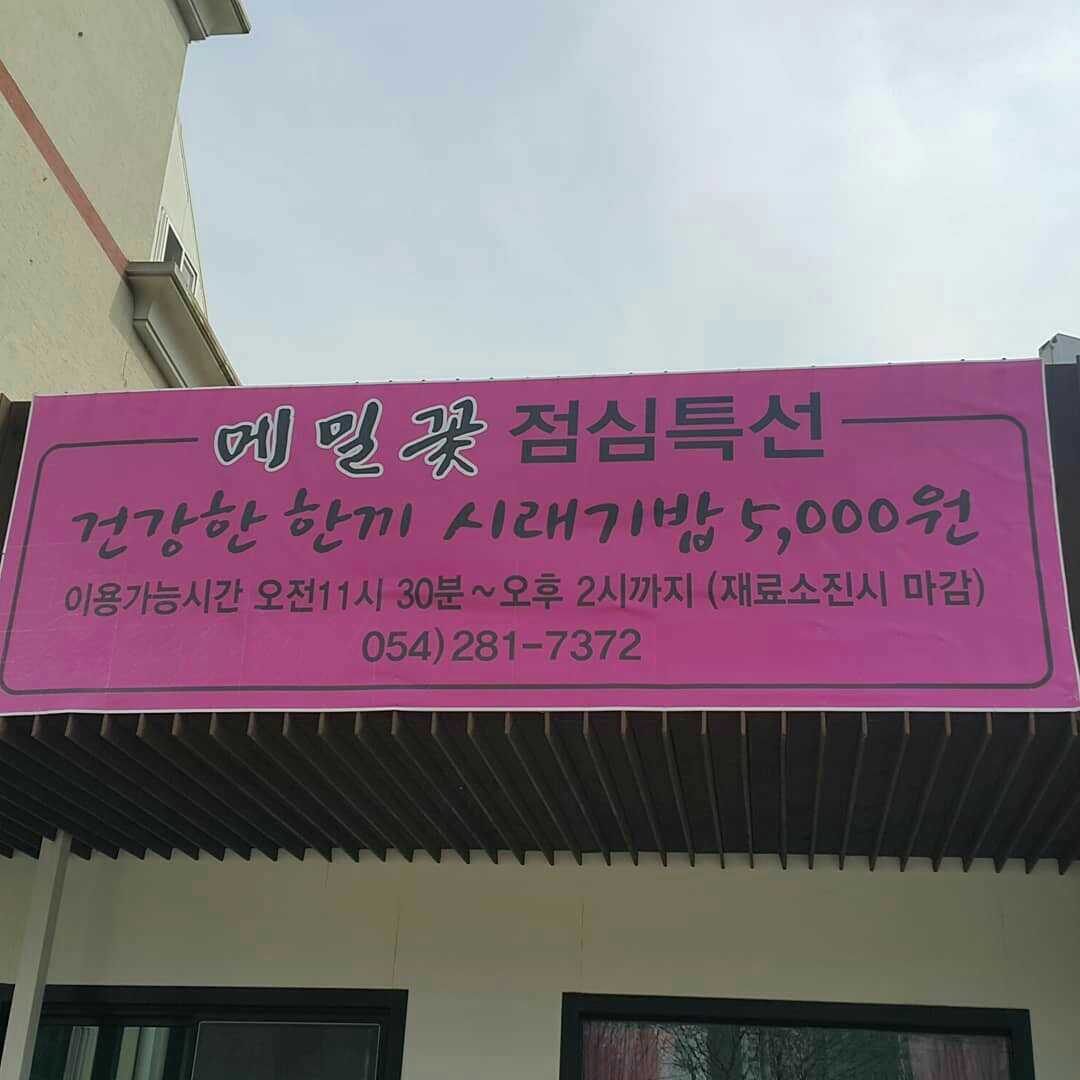 메밀꽃 점심특선
건강한 한끼 시래기밥 5,000원
이용가능시간 오전11시 30분~오후 2시까지 (재료소진시 마감)
054)281-7372